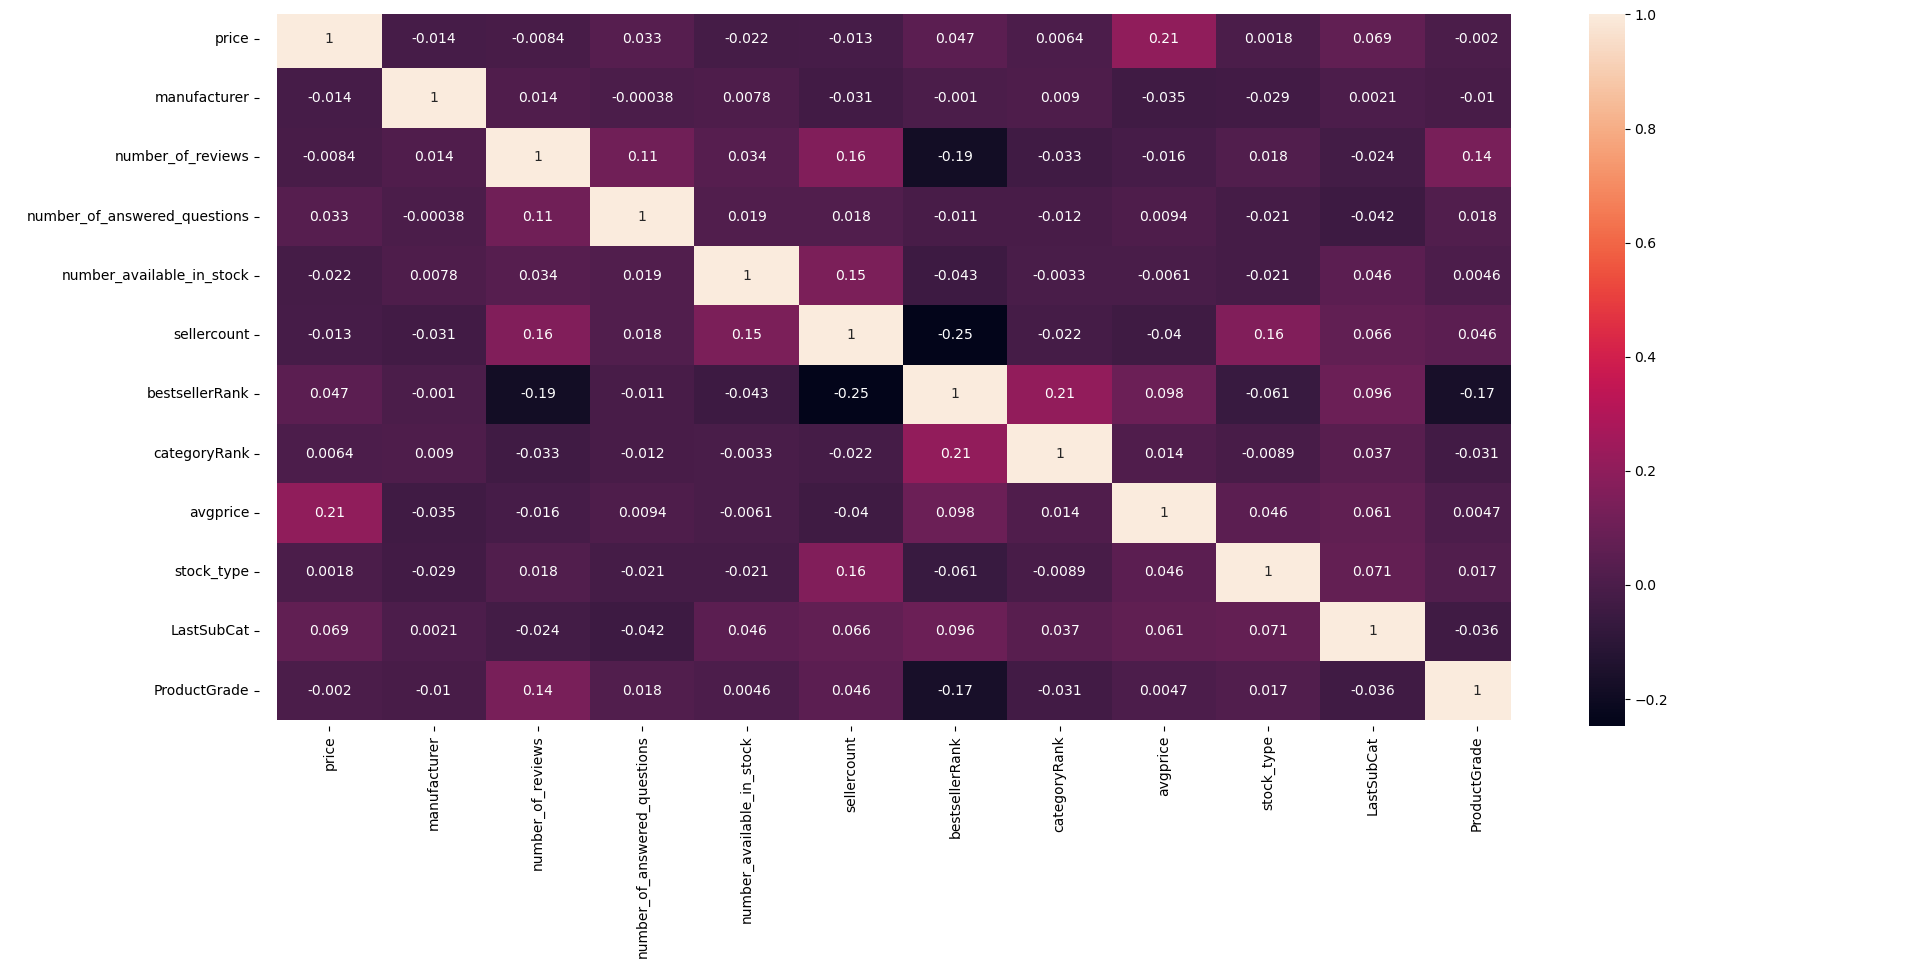 price 1 -0.014 -0.0084 0.033 -0.022 -0.013 0.047 0.0064 0.21 0.0018 0.069 -0.002 1.0
manufacturer -0.014 1 0.014 -0.00038 0.0078 -0.031 -0.001 0.009 -0.035 -0.029 0.0021 -0.01
0.8
number_of_reviews -0.0084 0.014 1 0.11 0.034 0.16 -0.19 -0.033 -0.016 0.018 -0.024 0.14
number_of_answered_questions 0.033 -0.00038 0.11 1 0.019 0.018 -0.011 -0.012 0.0094 -0.021 -0.042 0.018
0.6
number_available_in_stock -0.022 0.0078 0.034 0.019 1 0.15 -0.043 -0.0033 -0.0061 -0.021 0.046 0.0046
sellercount -0.013 -0.031 0.16 0.018 0.15 1 -0.25 -0.022 -0.04 0.16 0.066 0.046
0.4
bestsellerRank 0.047 -0.001 -0.19 -0.011 -0.043 -0.25 1 0.21 0.098 -0.061 0.096 -0.17
categoryRank 0.0064 0.009 -0.033 -0.012 -0.0033 -0.022 0.21 1 0.014 -0.0089 0.037 -0.031
0.2
avgprice 0.21 -0.035 -0.016 0.0094 -0.0061 -0.04 0.098 0.014 1 0.046 0.061 0.0047
stock_type 0.0018 -0.029 0.018 -0.021 -0.021 0.16 -0.061 -0.0089 0.046 1 0.071 0.017
0.0
LastSubCat 0.069 0.0021 -0.024 -0.042 0.046 0.066 0.096 0.037 0.061 0.071 1 -0.036
ProductGrade -0.002 -0.01 0.14 0.018 0.0046 0.046 -0.17 -0.031 0.0047 0.017 -0.036 1
−0.2
price
manufacturer
number_of_reviews
number_of_answered_questions
number_available_in_stock
sellercount
bestsellerRank
categoryRank
avgprice
stock_type
LastSubCat
ProductGrade